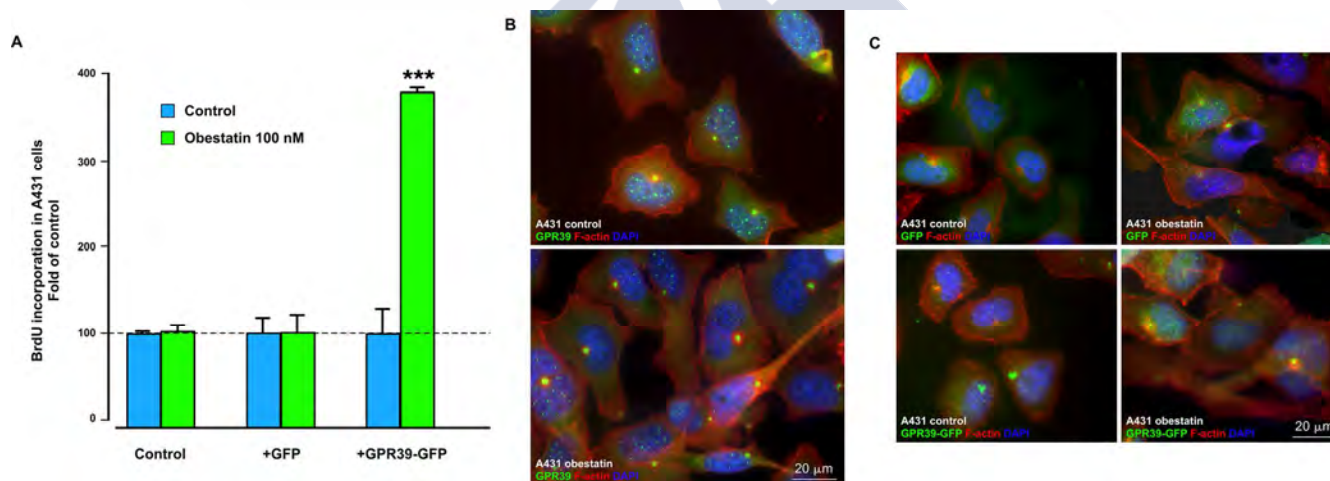 A
BrdU incorporation in A431 cells
Fold of control
400
300
200
100
0
Control
Obestatin 100 nM
***
Control
+GFP
+GPR39-GFP
B
A431 control
GPR39 F-actin DAPI
A431 obestatin
GPR39 F-actin DAPI
20 µm
C
A431 control
GFP F-actin DAPI
A431 obestatin
GFP F-actin DAPI
A431 control
GPR39-GFP F-actin DAPI
A431 obestatin
GPR39-GFP F-actin DAPI
20 µm